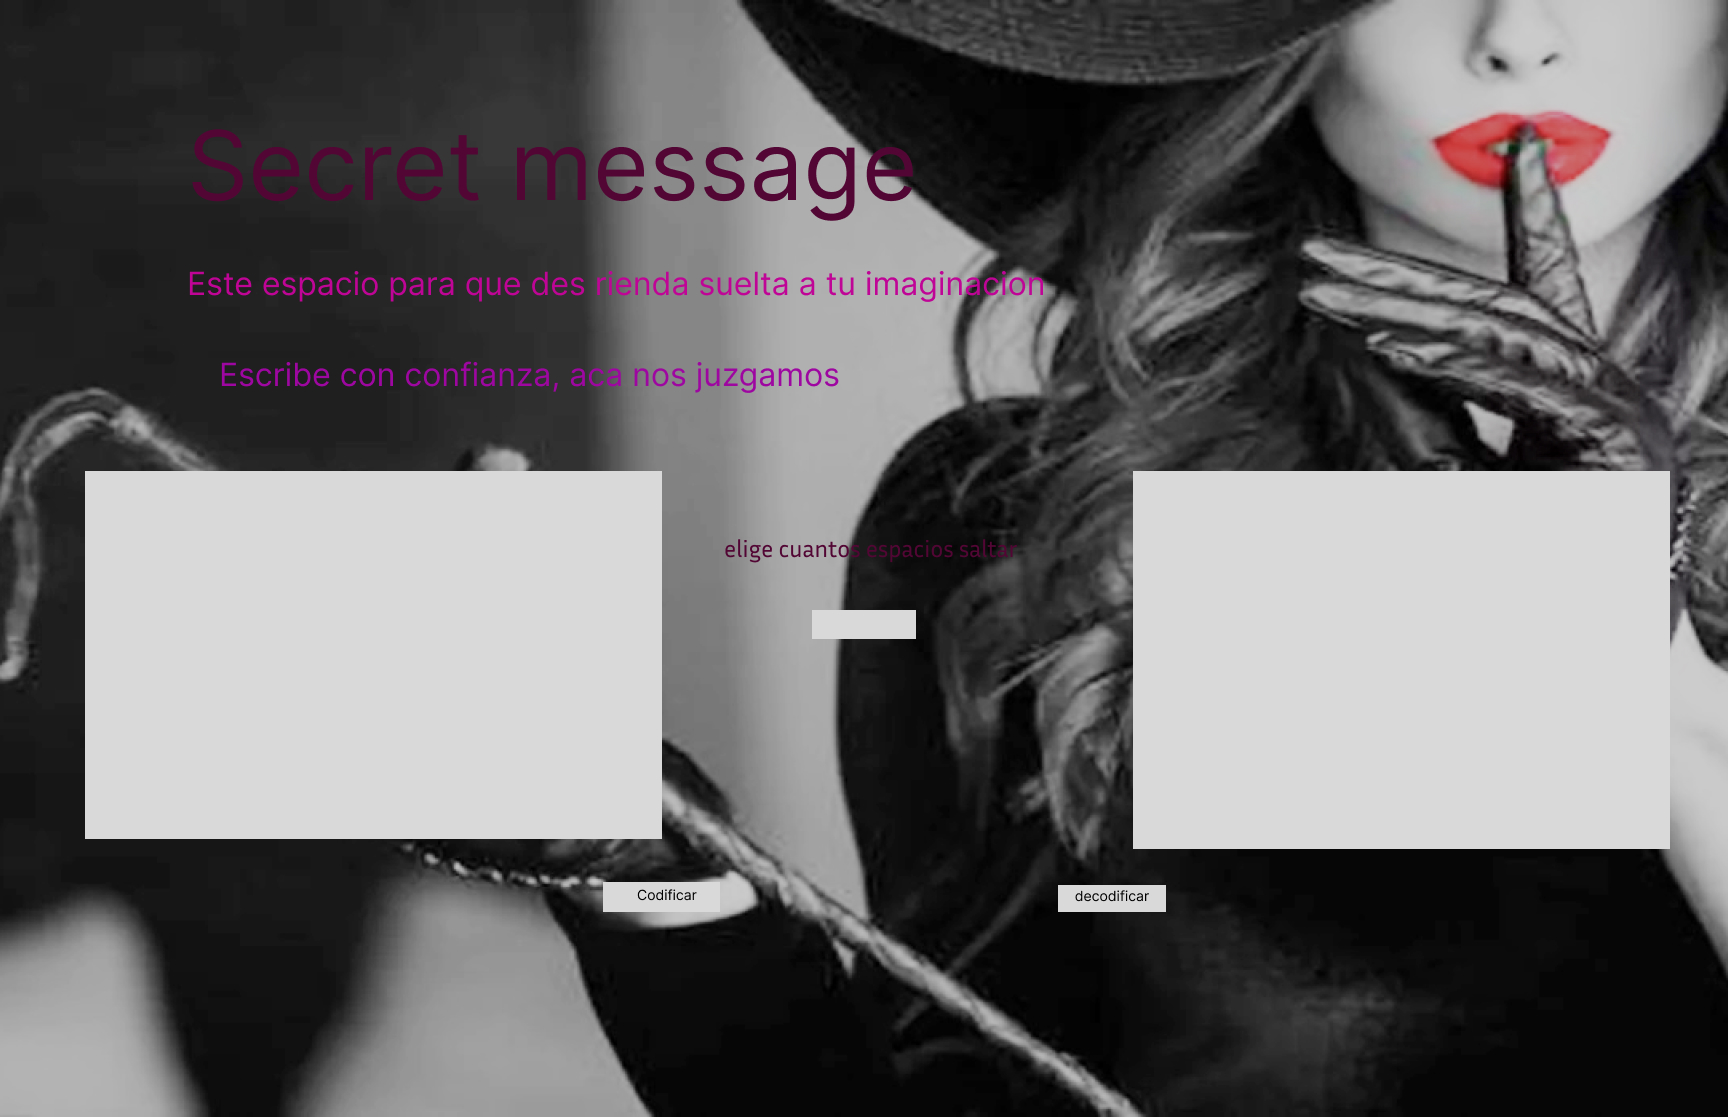 Secret message
Este espacio para que des rienda suelta a tu imaginacion
Escribe con confianza, aca nos juzgamos
elige cuantos espacios saltar
Codificar
decodificar